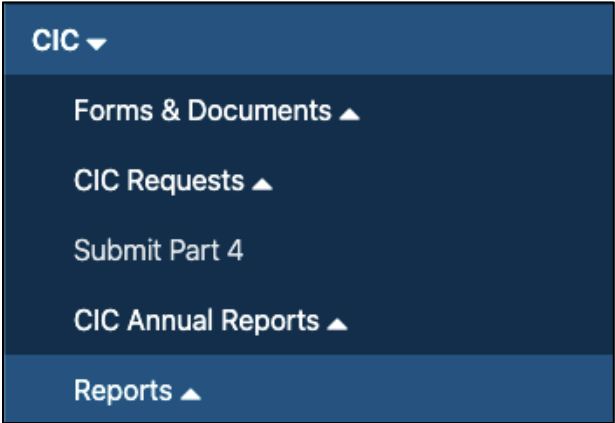 CIC
Forms & Documents
CIC Requests
Submit Part 4
CIC Annual Reports
Reports